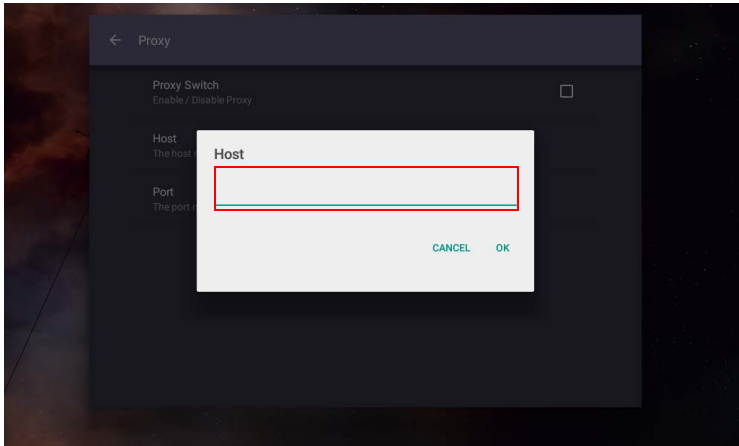 Proxy
Proxy Switch
Enable / Disable Proxy
Host
The host
Host
Port
The port
CANCEL OK